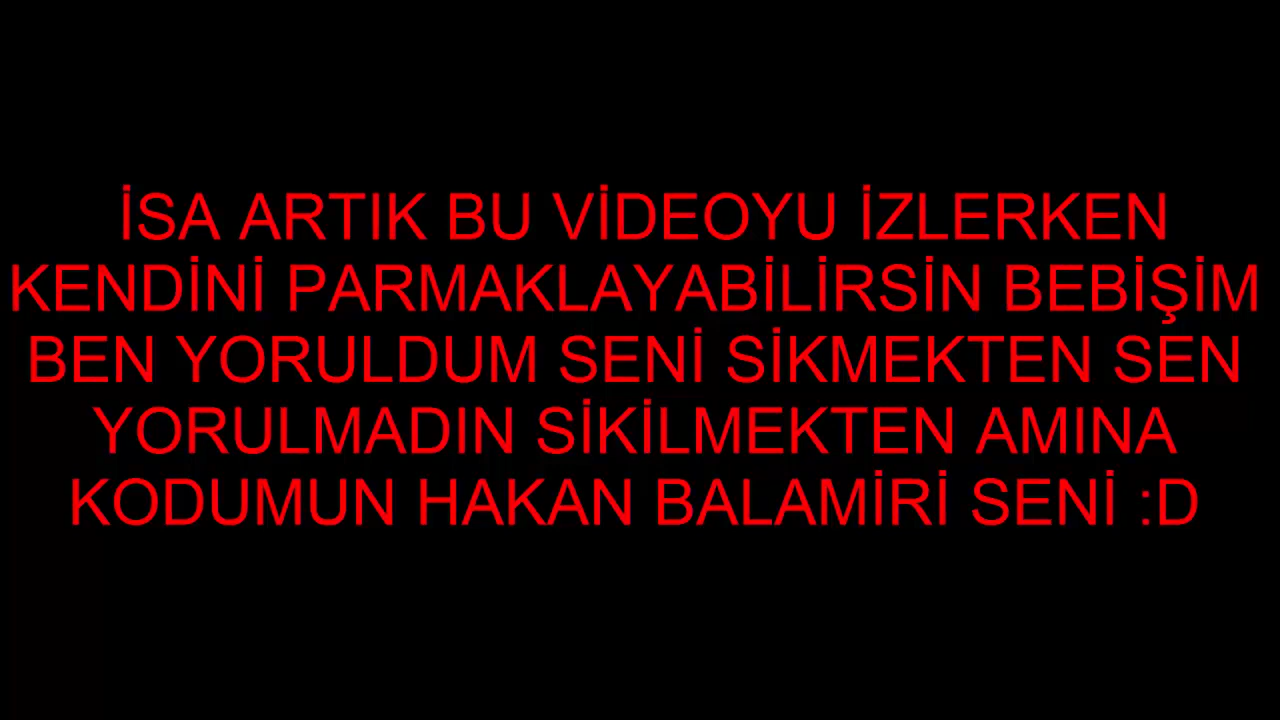 İSA ARTIK BU VİDEOYU İZLERKEN
KENDİNİ PARMAKLAYABİLİRSİN BEBİŞİM
BEN YORULDUM SENİ SİKMEKTEN SEN
YORULMADIN SİKİLMEKTEN AMINA
KODUMUN HAKAN BALAMİRİ SENİ :D